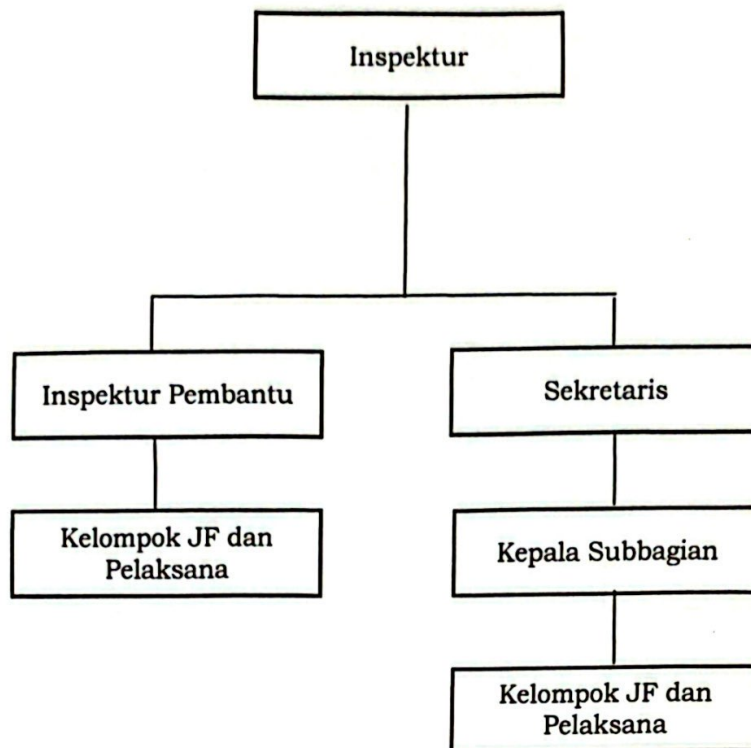 Inspektur
Inspektur Pembantu
Sekretaris
Kelompok JF dan
Pelaksana
Kepala Subbagian
Kelompok JF dan
Pelaksana